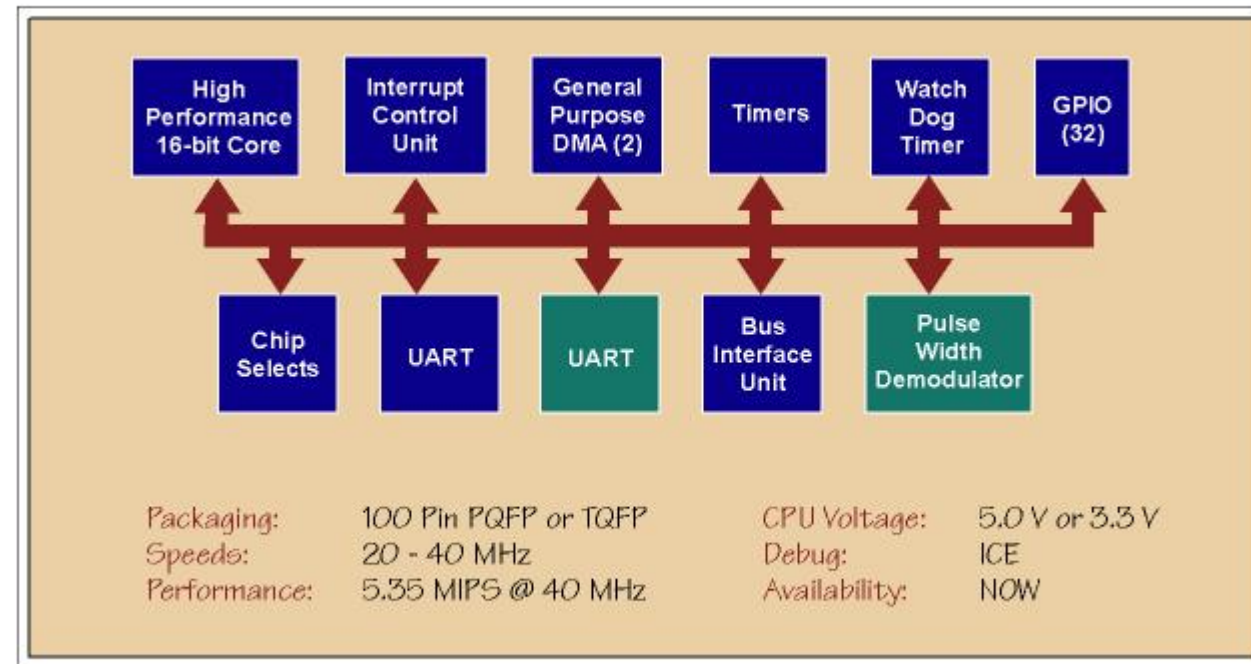 High
Performance
16-bit Core
Interrupt
Control
Unit
General
Purpose
DMA (2)
Timers
Watch
Dog
Timer
GPIO
(32)
Chip
Selects
UART
UART
Bus
Interface
Unit
Pulse
Width
Demodulator
Packaging: 100 Pin PQFP or TQFP
Speeds: 20 - 40 MHz
Performance: 5.35 MIPS @ 40 MHz
CPU Voltage: 5.0 V or 3.3 V
Debug: ICE
Availability: NOW